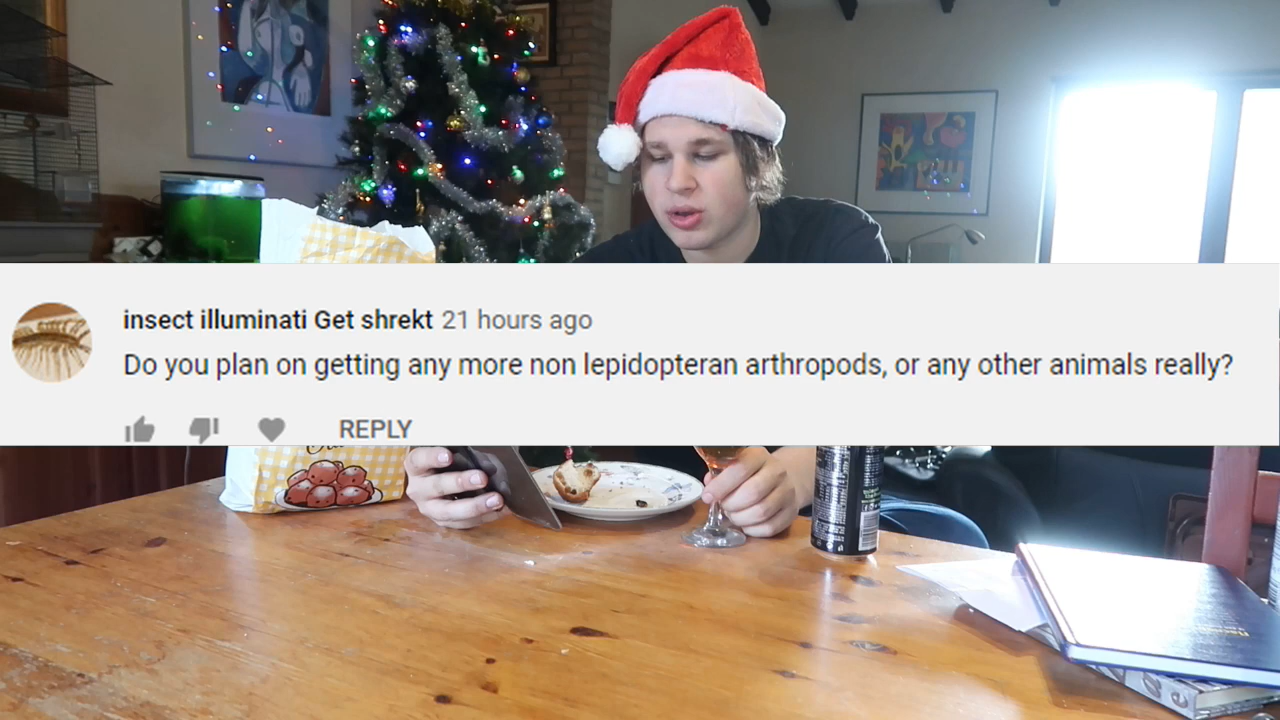 insect illuminati Get shrekt 21 hours ago
Do you plan on getting any more non lepidopteran arthropods, or any other animals really?
REPLY